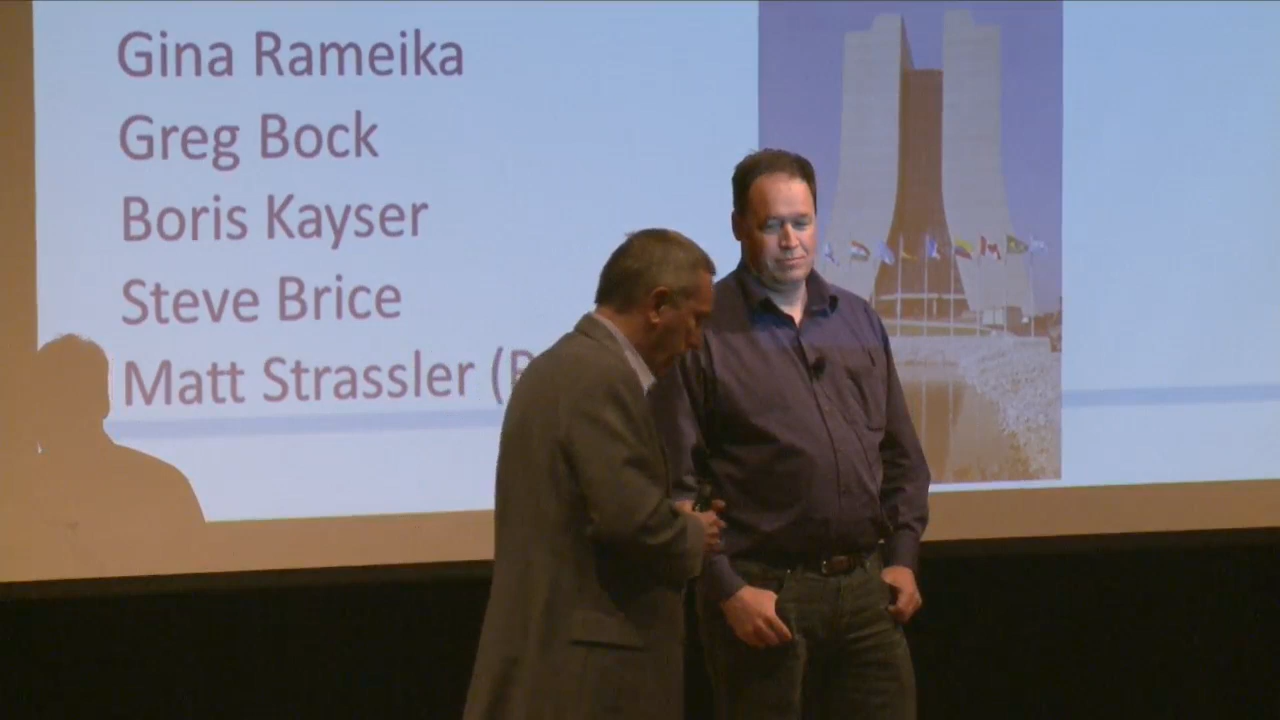 Gina Rameika
Greg Bock
Boris Kayser
Steve Brice
Matt Strassler (